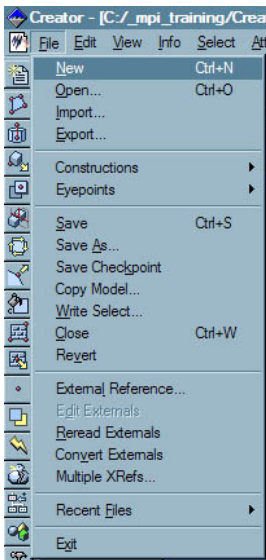 Creator - [C:/_mpi_training/Crea
File Edit View Info Select Att
New Ctrl+N
Open... Ctrl+O
Import...
Export...
Constructions
Eyepoints
Save Ctrl+S
Save As...
Save Checkpoint
Copy Model...
Write Select...
Close Ctrl+W
Revert
External Reference...
Edit Externals
Reread Externals
Convert Externals
Multiple XRefs...
Recent Files
Exit